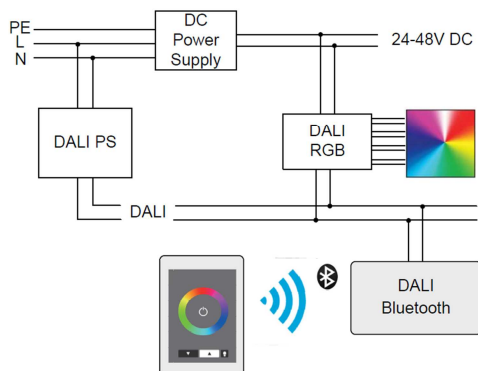 PE
L
N
DC
Power
Supply
24-48V DC
DALI PS
DALI
RGB
DALI
DALI
Bluetooth